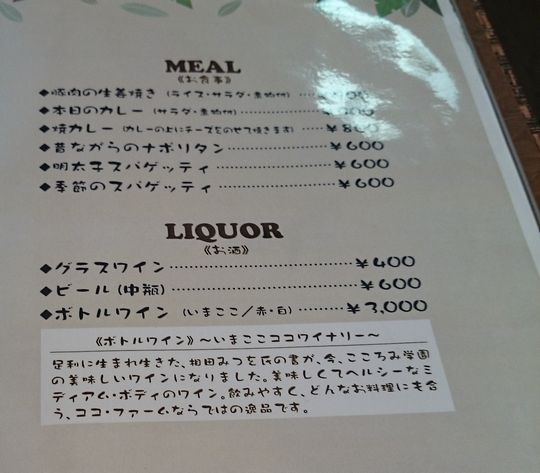 MEAL
《お食事》
◆豚肉の生姜焼き (ライス・サラダ・煮物付)
◆本日のカレー (サラダ・煮物付)
◆焼カレー (カレーの上にチーズをのせて焼きます) ‥‥ ¥800
◆昔ながらのナポリタン ‥‥‥‥‥‥ ¥600
◆明太子スパゲッティ ‥‥‥‥‥‥‥ ¥600
◆季節のスパゲッティ ‥‥‥‥‥‥‥ ¥600
LIQUOR
《お酒》
◆グラスワイン ‥‥‥‥‥‥‥‥‥‥ ¥400
◆ビール (中瓶) ‥‥‥‥‥‥‥‥‥‥ ¥600
◆ボトルワイン (いまここ/赤・白) ‥‥ ¥3,000
《ボトルワイン》～いまここココワイナリー～
足利に生まれ生きた、相田みつを氏の書が、今、こころみ学園
の美味しいワインになりました。美味しくてヘルシーなミ
ディアム・ボディのワイン。飲みやすく、どんなお料理にも合
う、ココ・ファームならではの逸品です。